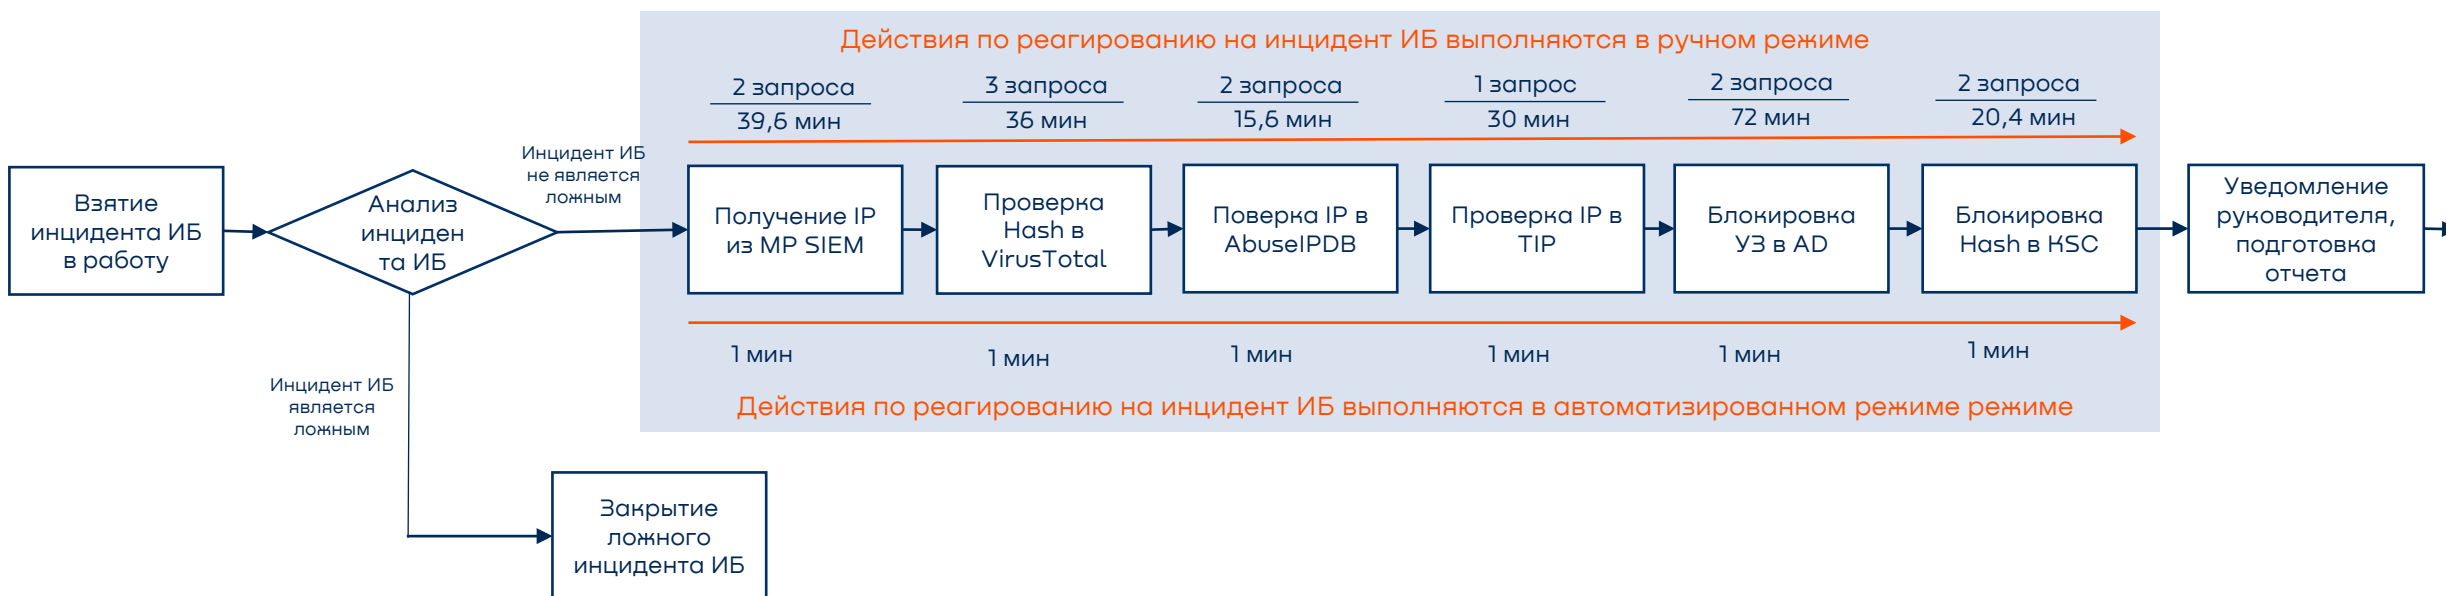 Действия по реагированию на инцидент ИБ выполняются в ручном режиме
2 запроса
39,6 мин
3 запроса
36 мин
2 запроса
15,6 мин
1 запрос
30 мин
2 запроса
72 мин
2 запроса
20,4 мин
Взятие
инцидента ИБ
в работу
Анализ
инциден
та ИБ
Инцидент ИБ
не является
ложным
Получение IP
из MP SIEM
Проверка
Hash в
VirusTotal
Поверка IP в
AbuseIPDB
Проверка IP в
TIP
Блокировка
УЗ в AD
Блокировка
Hash в KSC
Уведомление
руководителя,
подготовка
отчета
1 мин
1 мин
1 мин
1 мин
1 мин
1 мин
Действия по реагированию на инцидент ИБ выполняются в автоматизированном режиме режиме
Инцидент ИБ
является
ложным
Закрытие
ложного
инцидента ИБ